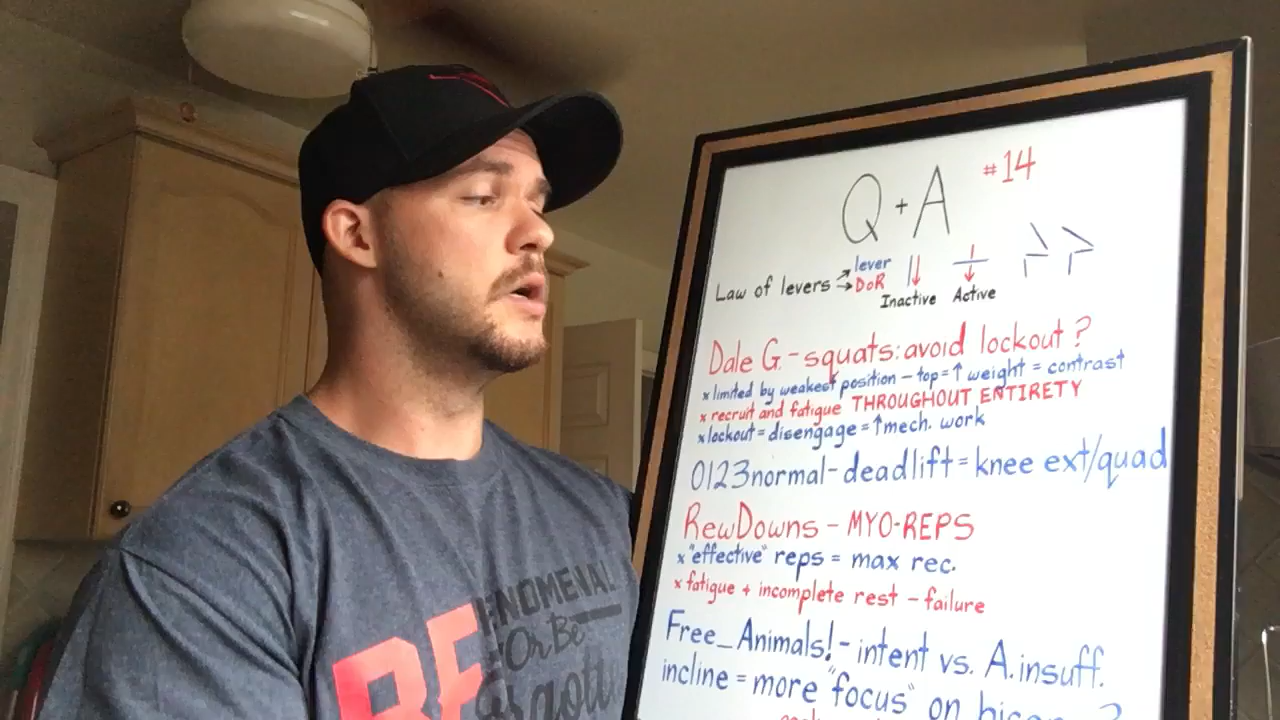 Q + A #14
Law of levers → lever
→ DoR
Inactive Active
Dale G. - squats: avoid lockout?
x limited by weakest position - top = ↑ weight = contrast
x recruit and fatigue THROUGHOUT ENTIRETY
x lockout = disengage = ↑ mech. work
0123normal - deadlift = knee ext/quad
RewDowns - MYO-REPS
x "effective" reps = max rec.
x fatigue + incomplete rest - failure
Free_Animals! - intent vs. A. insuff.
incline = more "focus" on
BE
ENOMENAL
Or Be